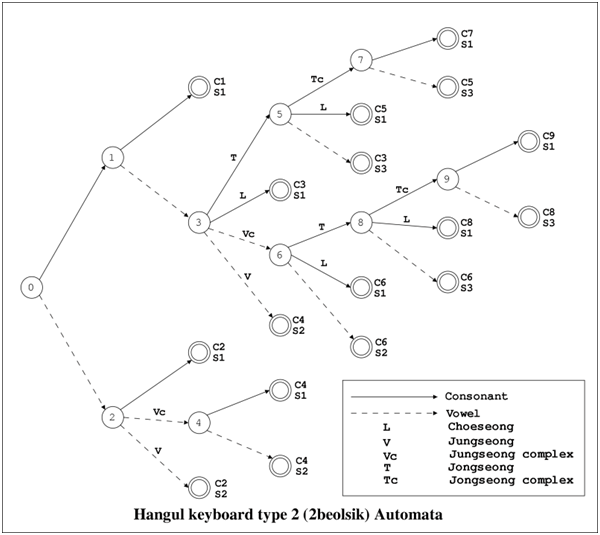 C7
S1
7
C1
S1
Tc
C5
S3
5
L
C5
S1
C9
S1
1
T
C3
S3
9
L
C3
S1
Tc
3
Vc
T
8
L
C8
S1
C8
S3
6
V
L
C6
S1
C6
S3
0
C4
S2
C6
S2
C2
S1
C4
S1
2
Vc
4
V
C4
S2
C2
S2
Consonant
Vowel
L Choeseong
V Jungseong
Vc Jungseong complex
T Jongseong
Tc Jongseong complex
Hangul keyboard type 2 (2beolsik) Automata